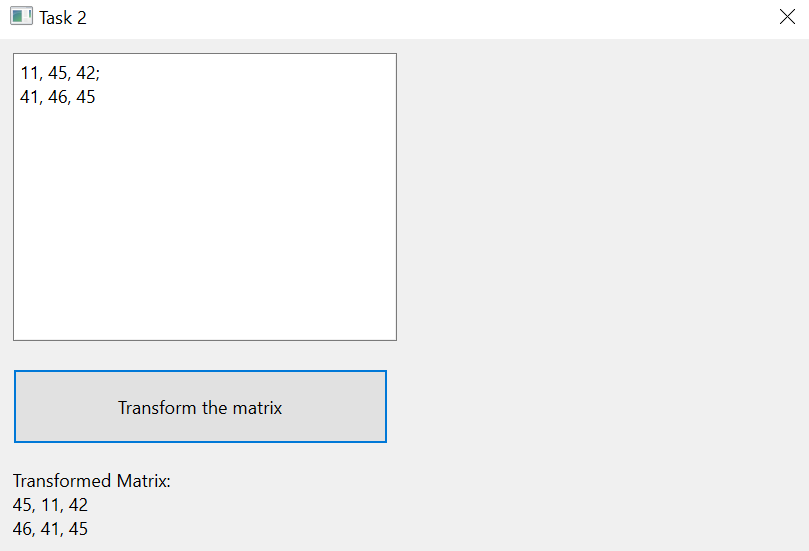 Task 2
11, 45, 42;
41, 46, 45
Transform the matrix
Transformed Matrix:
45, 11, 42
46, 41, 45